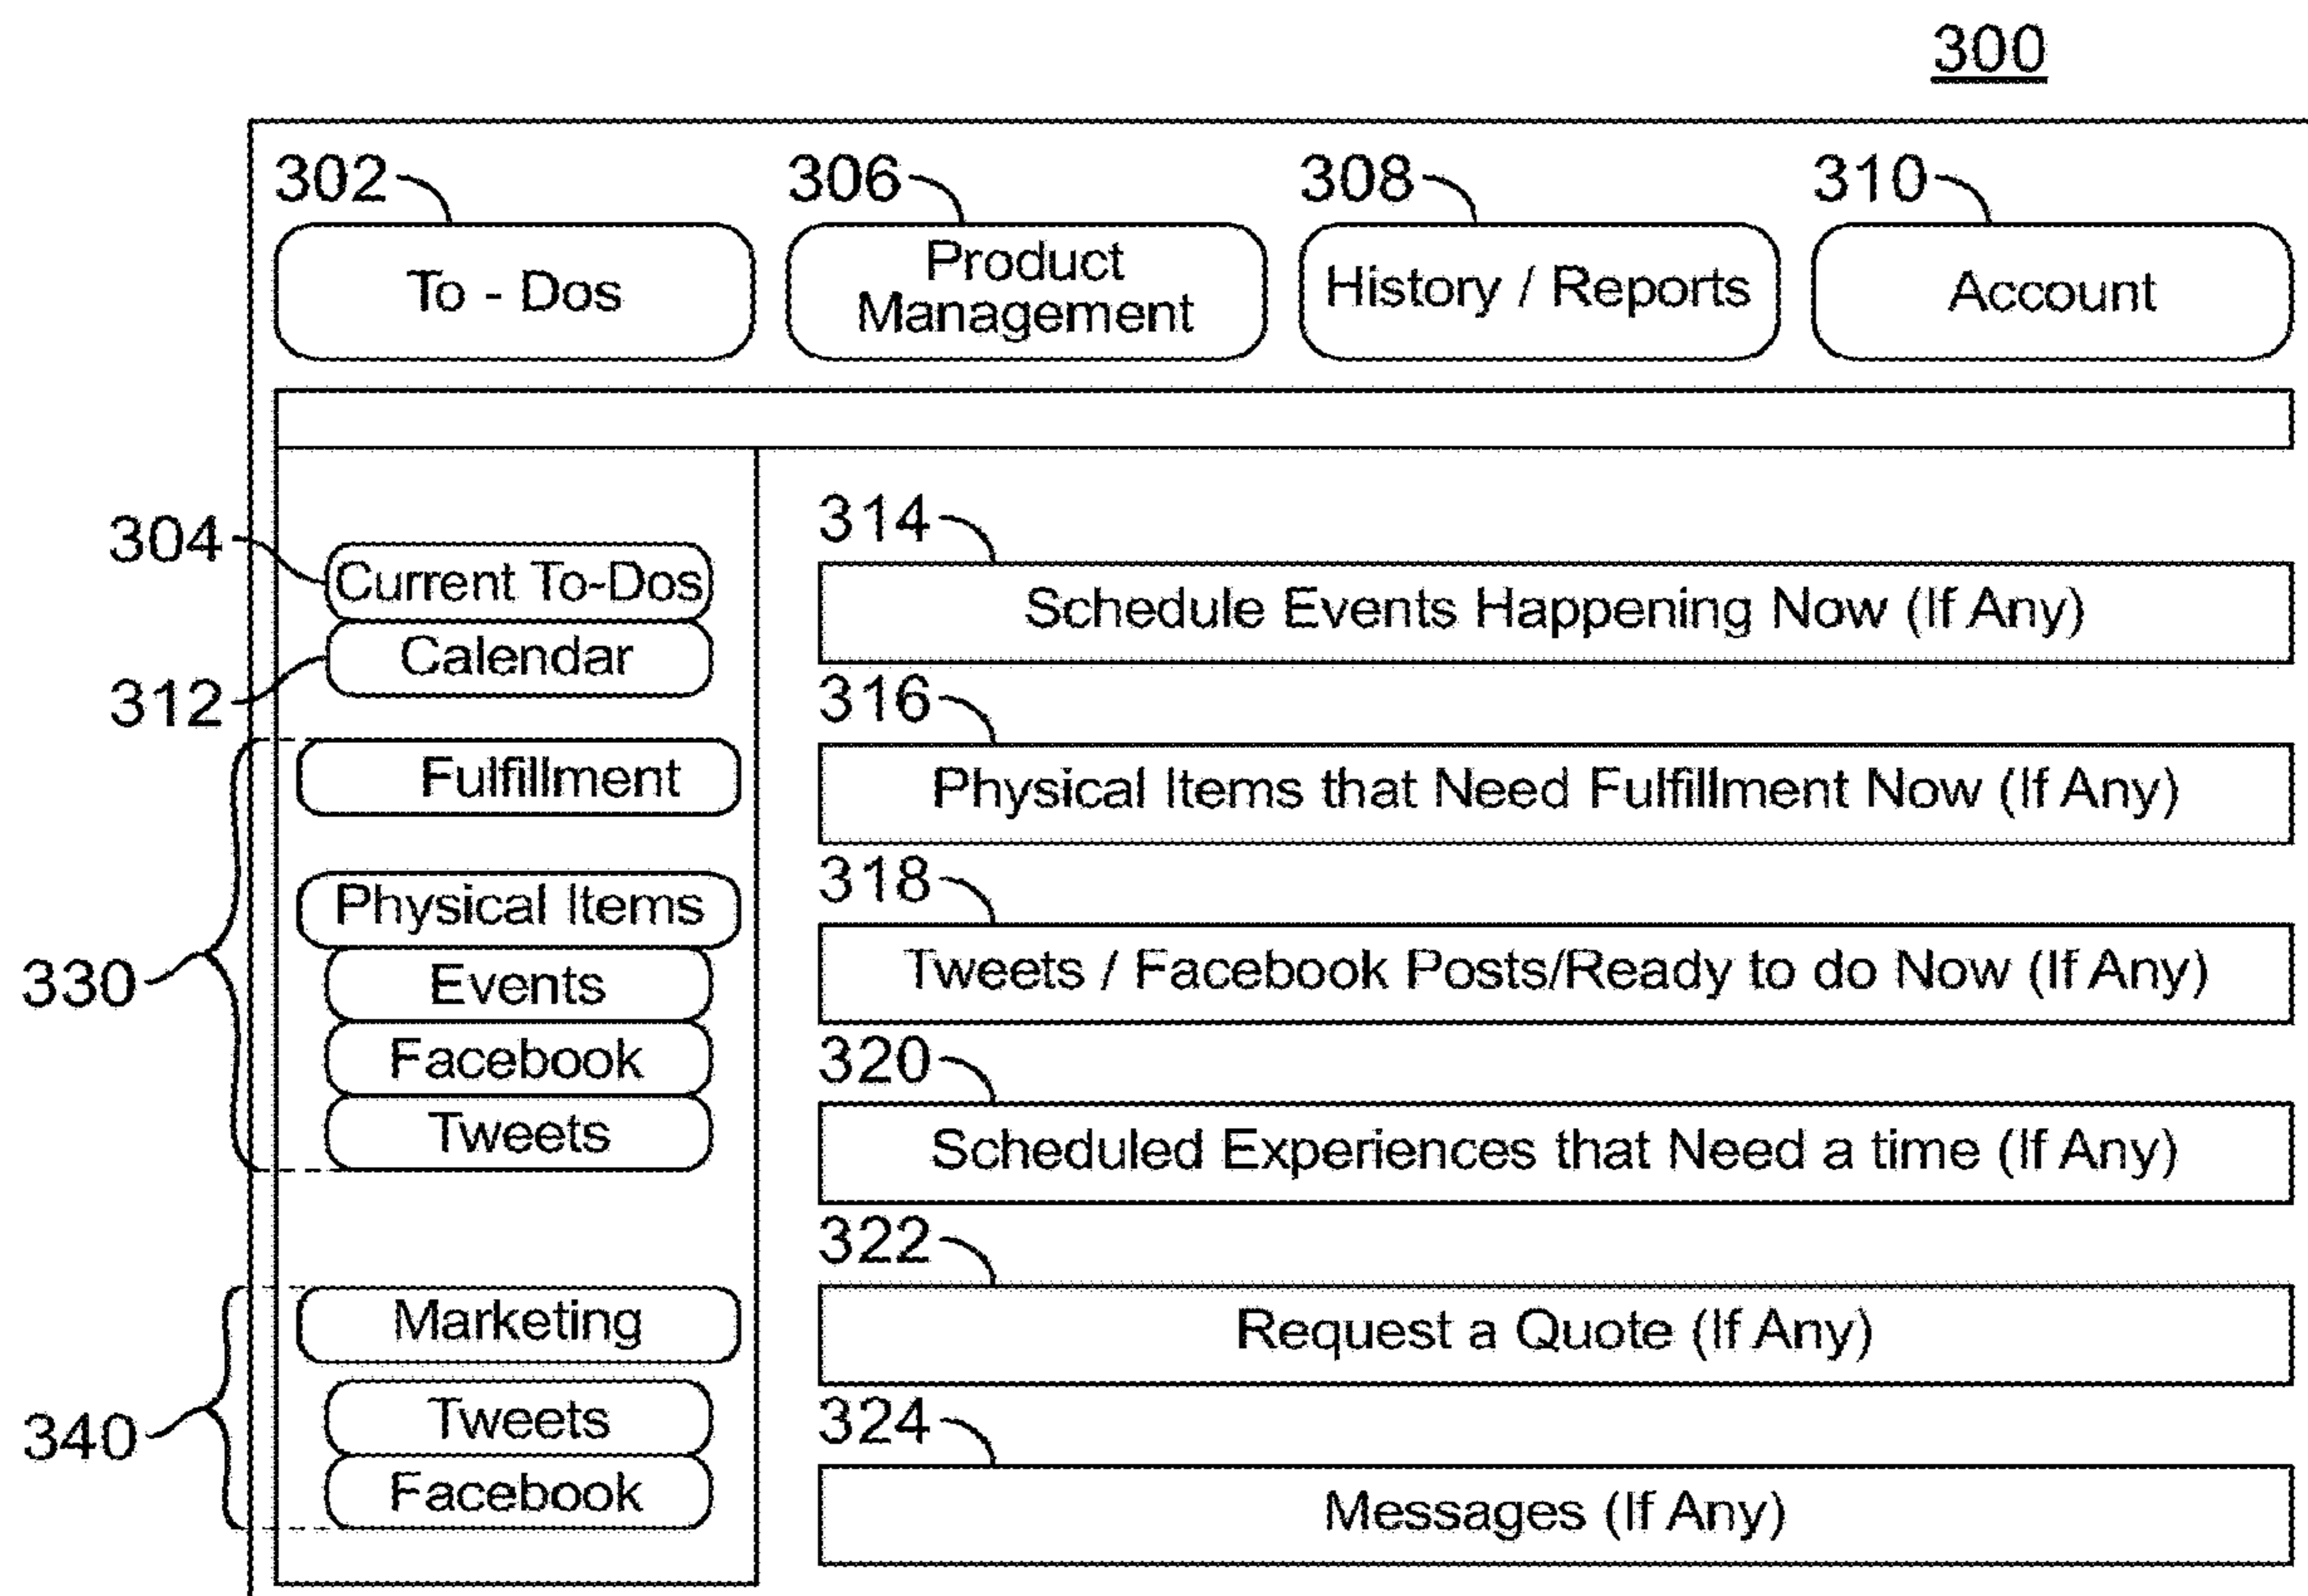 300
302
306
308
310
To - Dos
Product
Management
History / Reports
Account
304
Current To-Dos
312
Calendar
330
Fulfillment
Physical Items
Events
Facebook
Tweets
340
Marketing
Tweets
Facebook
314
Schedule Events Happening Now (If Any)
316
Physical Items that Need Fulfillment Now (If Any)
318
Tweets / Facebook Posts/Ready to do Now (If Any)
320
Scheduled Experiences that Need a time (If Any)
322
Request a Quote (If Any)
324
Messages (If Any)